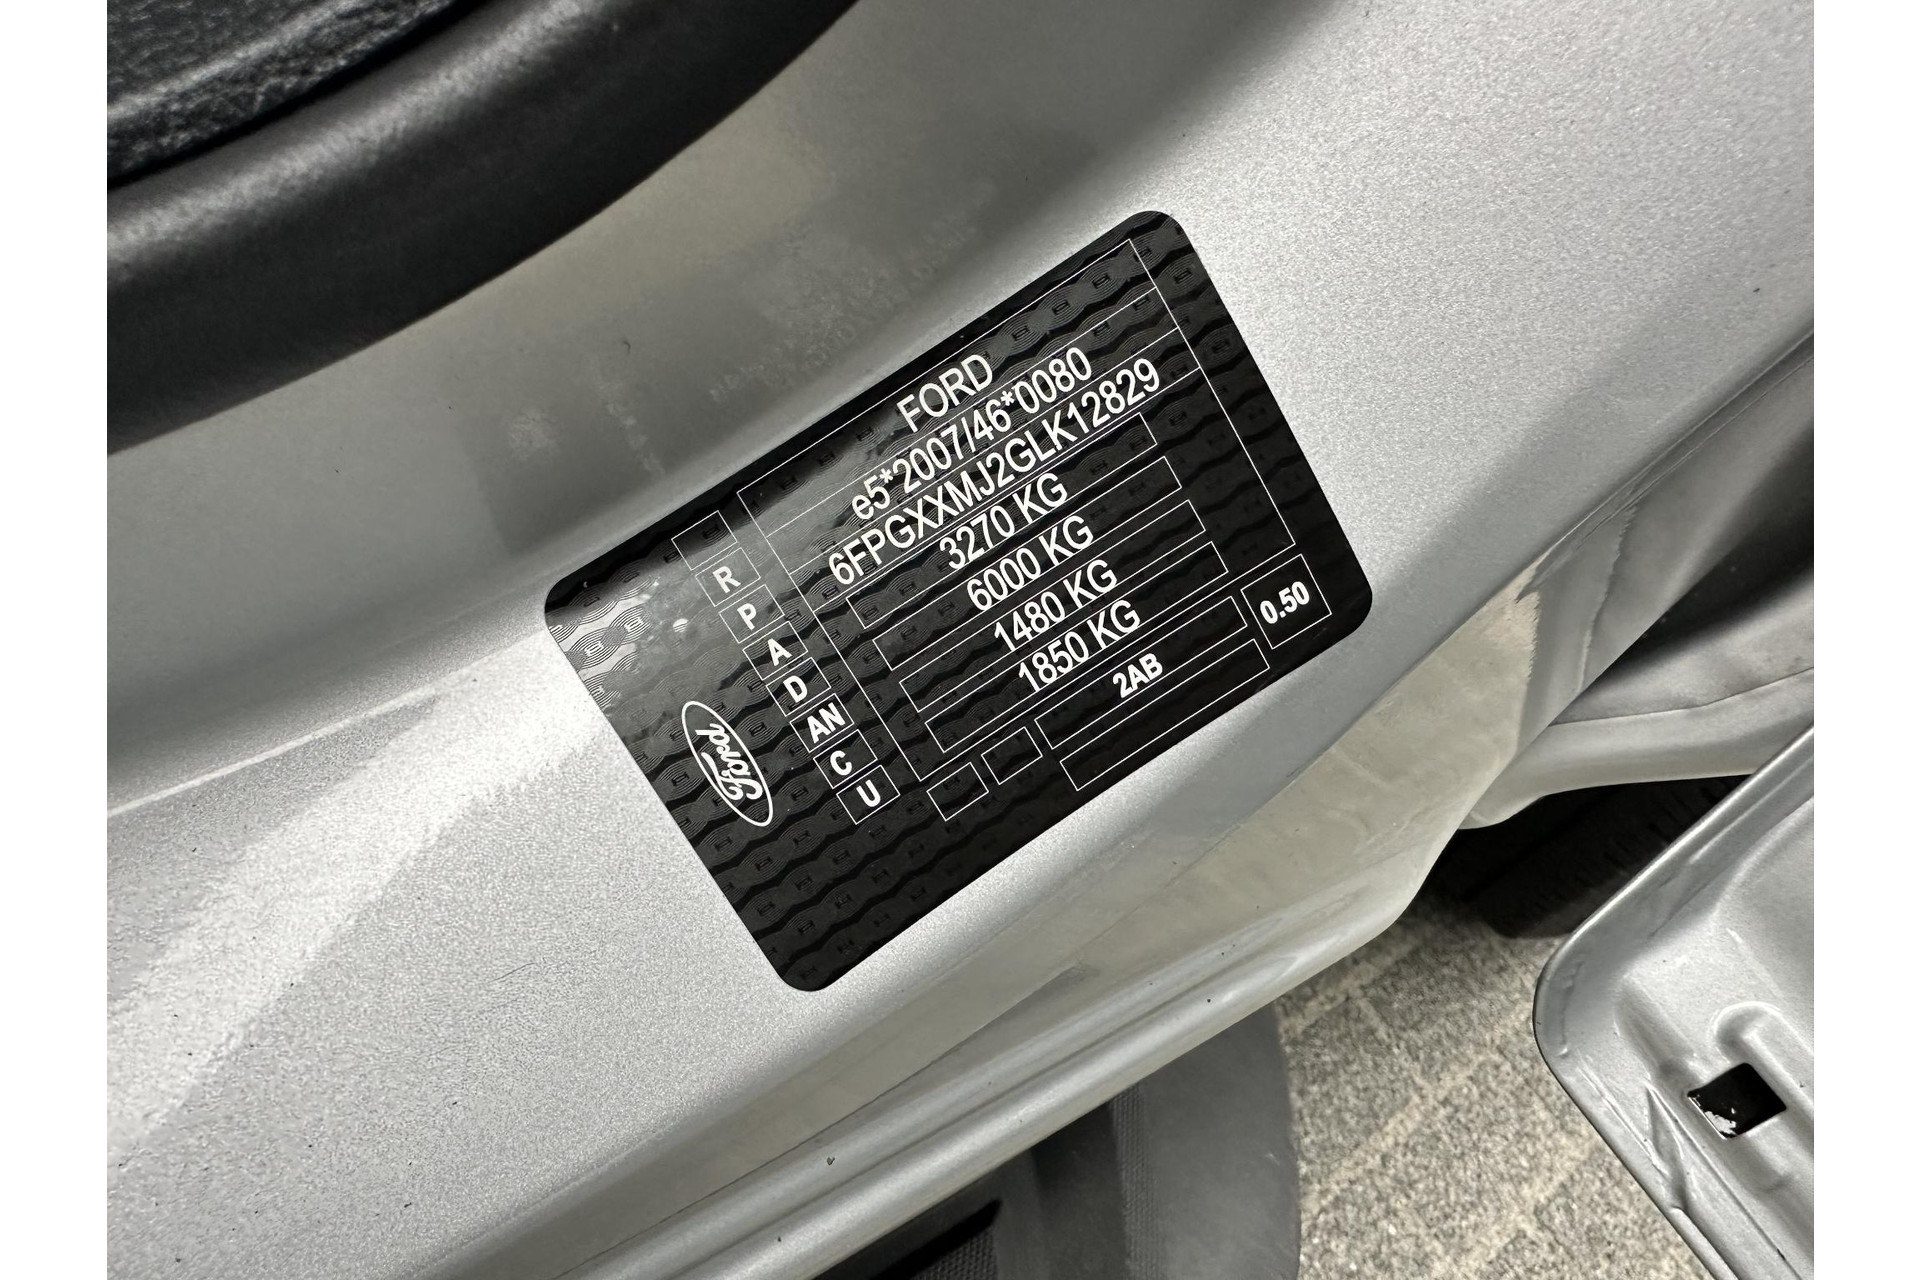 FORD
e5*2007/46*0080
6FPGXXMJ2GLK12829
3270 KG
6000 KG
1480 KG
1850 KG
2AB
0.50
R
P
A
D
AN
C
U
Ford